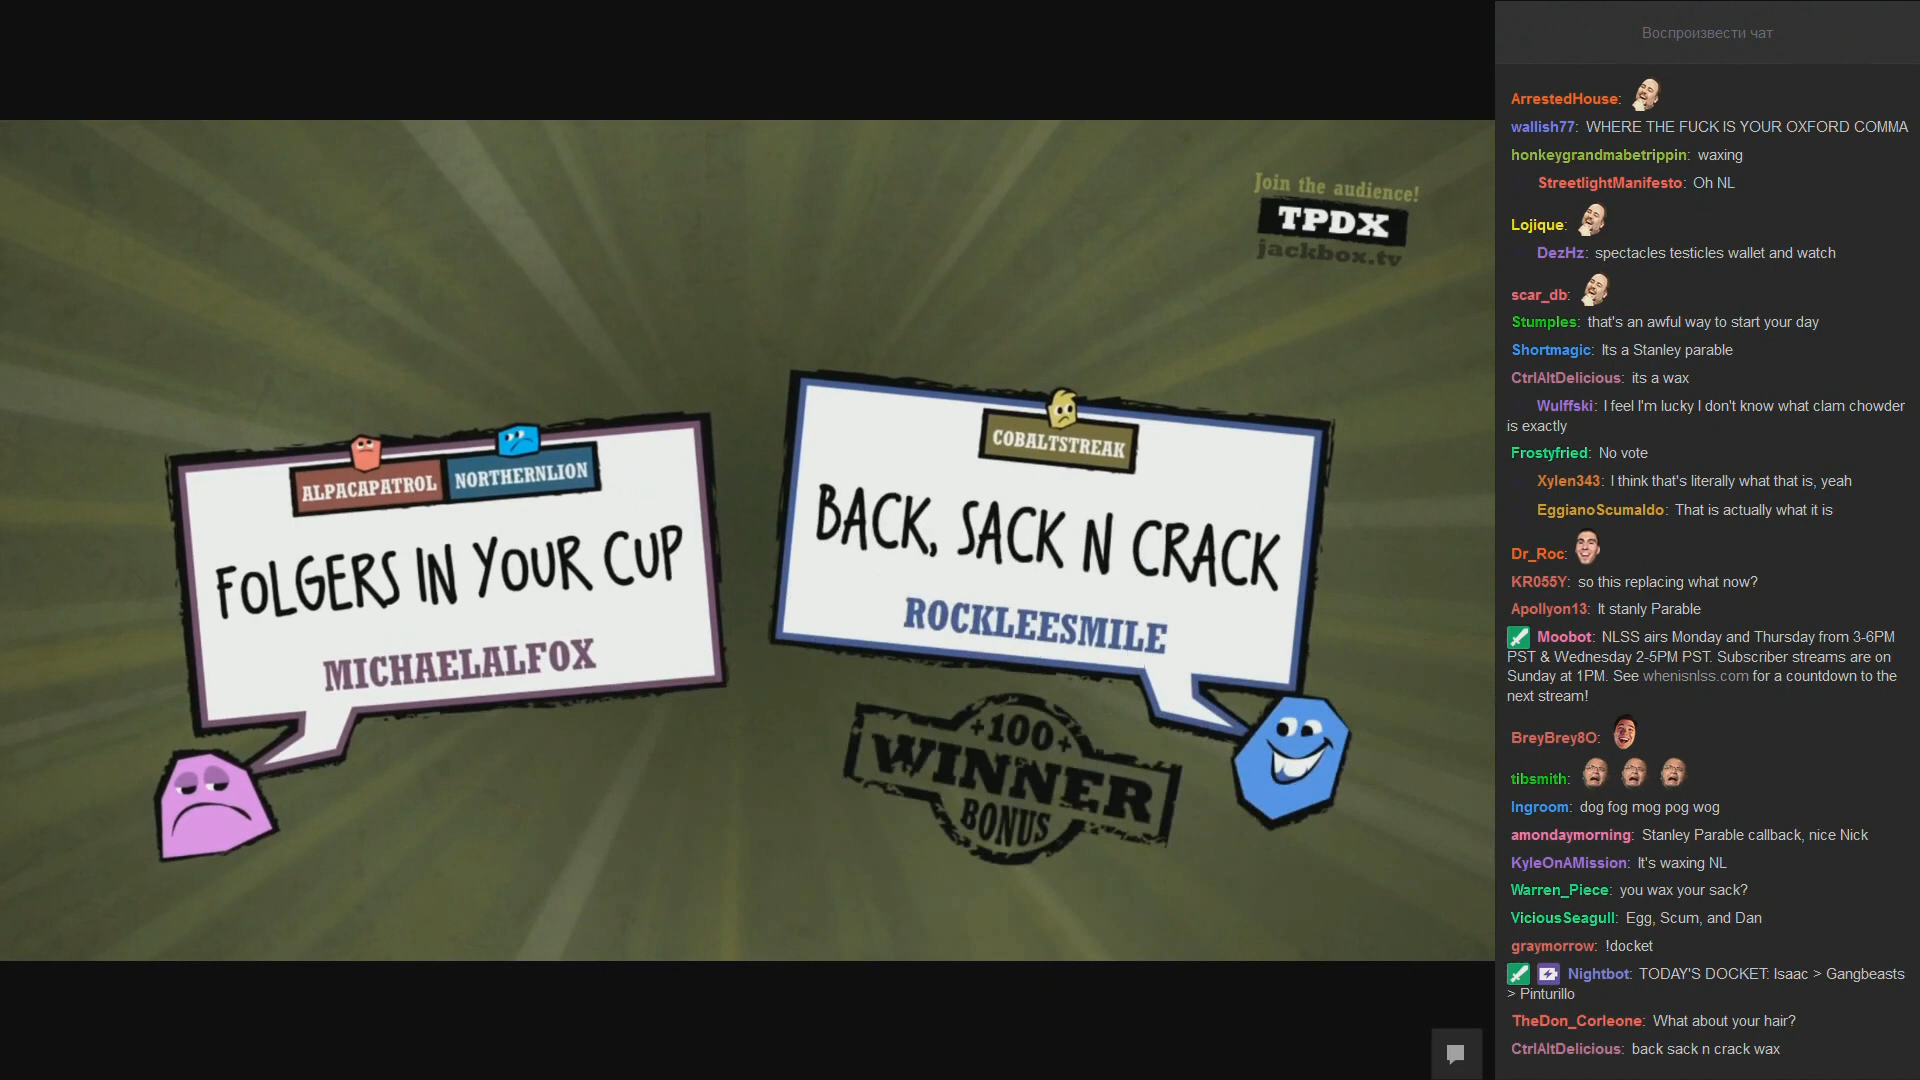 Join the audience!
TPDX
jackbox.tv
ALPACAPATROL NORTHERNLION
FOLGERS IN YOUR CUP
MICHAELALFOX
COBALTSTREAK
BACK, SACK N CRACK
ROCKLEESMILE
+100+
WINNER
BONUS
Воспроизвести чат
ArrestedHouse:
wallish77: WHERE THE FUCK IS YOUR OXFORD COMMA
honkeygrandmabetrippin: waxing
StreetlightManifesto: Oh NL
Lojique:
DezHz: spectacles testicles wallet and watch
scar_db:
Stumples: that's an awful way to start your day
Shortmagic: Its a Stanley parable
CtrlAltDelicious: its a wax
Wulffski: I feel I'm lucky I don't know what clam chowder
is exactly
Frostyfried: No vote
Xylen343: I think that's literally what that is, yeah
EggianoScumaldo: That is actually what it is
Dr_Roc:
KR055Y: so this replacing what now?
Apollyon13: It stanly Parable
Moobot: NLSS airs Monday and Thursday from 3-6PM
PST & Wednesday 2-5PM PST. Subscriber streams are on
Sunday at 1PM. See whenisnlss.com for a countdown to the
next stream!
BreyBrey8O:
tibsmith:
Ingroom: dog fog mog pog wog
amondaymorning: Stanley Parable callback, nice Nick
KyleOnAMission: It's waxing NL
Warren_Piece: you wax your sack?
ViciousSeagull: Egg, Scum, and Dan
graymorrow: !docket
Nightbot: TODAY'S DOCKET: Isaac > Gangbeasts
> Pinturillo
TheDon_Corleone: What about your hair?
CtrlAltDelicious: back sack n crack wax